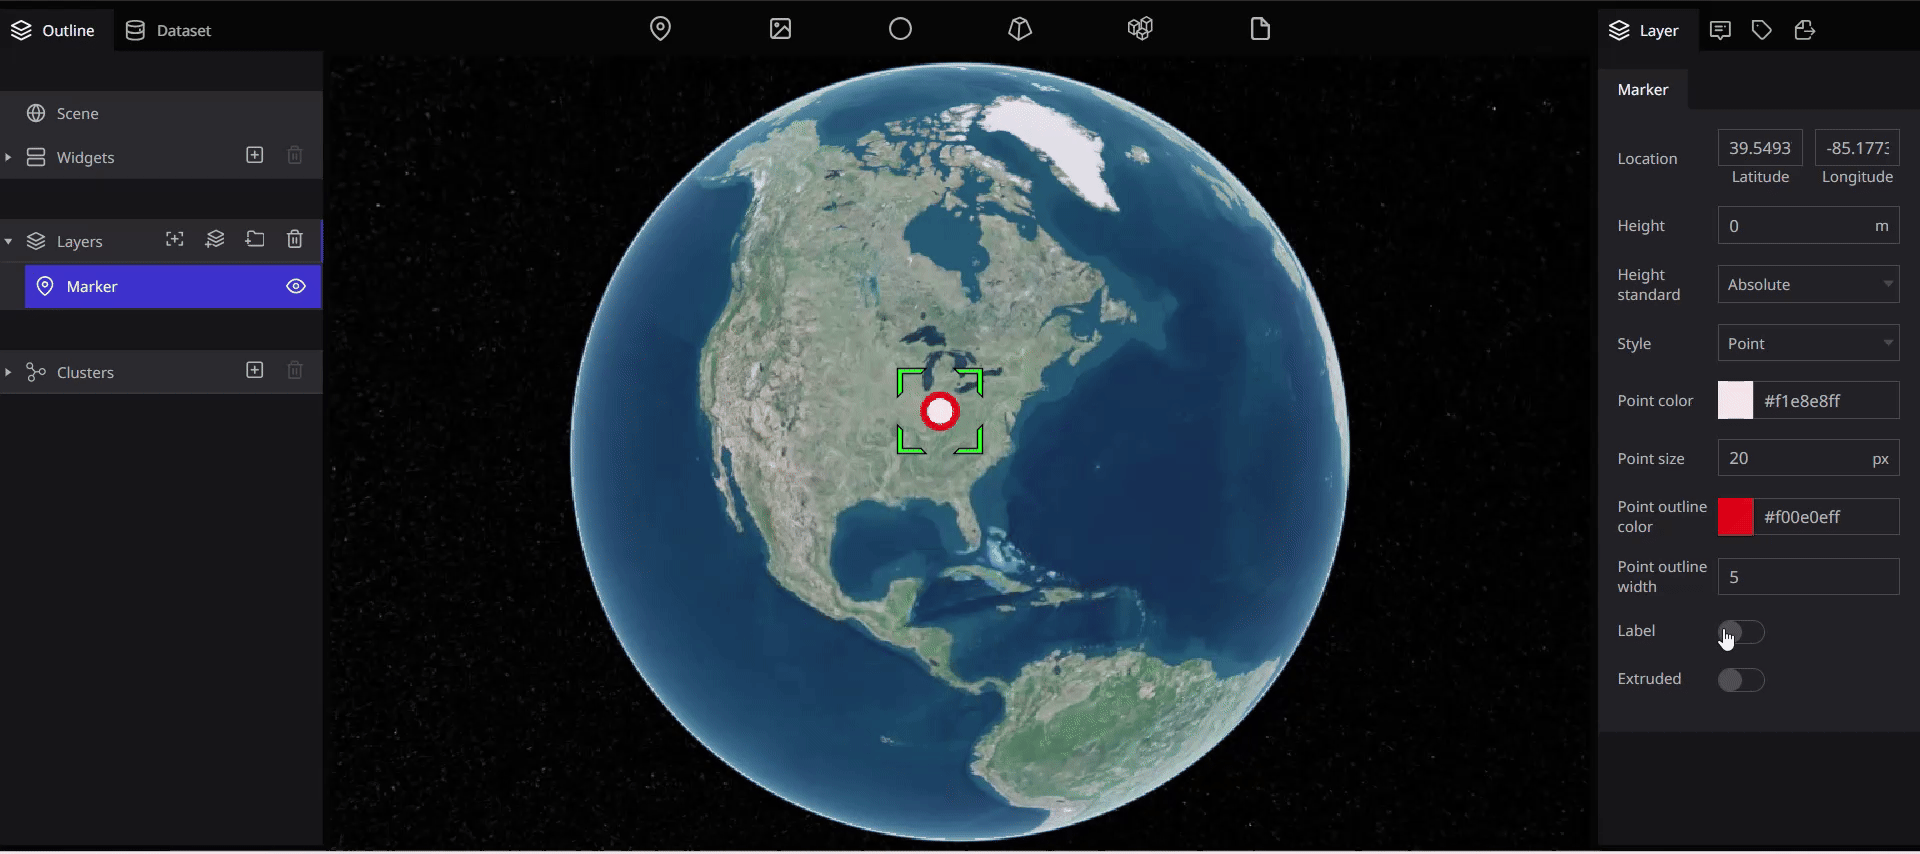 Outline
Dataset
Layer
Scene
Widgets
Layers
Marker
Clusters
Marker
Location
39.5493
-85.177
Latitude
Longitude
Height
0
m
Height
standard
Absolute
Style
Point
Point color
#f1e8e8ff
Point size
20
px
Point outline
color
#f00e0eff
Point outline
width
5
Label
Extruded